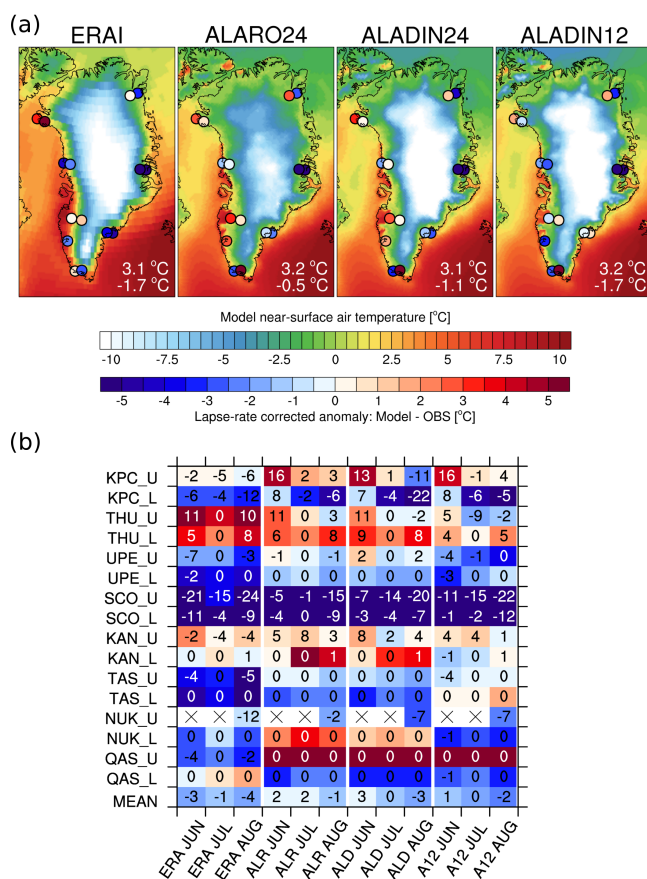 (a)
ERAI ALARO24 ALADIN24 ALADIN12
3.1 °C 3.2 °C 3.1 °C 3.2 °C
-1.7 °C -0.5 °C -1.1 °C -1.7 °C
Model near-surface air temperature [°C]
-10 -7.5 -5 -2.5 0 2.5 5 7.5 10
-5 -4 -3 -2 -1 0 1 2 3 4 5
Lapse-rate corrected anomaly: Model - OBS [°C]
(b)
KPC_U -2 -5 -6 16 2 3 13 1 -11 16 -1 4
KPC_L -6 -4 -12 8 -2 -6 7 -4 -22 8 -6 -5
THU_U 11 0 10 11 0 3 11 0 -2 5 -9 -2
THU_L 5 0 8 6 0 8 9 0 8 4 0 5
UPE_U -7 0 -3 -1 0 -1 2 0 2 -4 -1 0
UPE_L -2 0 0 0 0 0 0 0 0 -3 0 0
SCO_U -21 -15 -24 -5 -1 -15 -7 -14 -20 -11 -15 -22
SCO_L -11 -4 -9 -4 0 -9 -3 -4 -7 -1 -2 -12
KAN_U -2 -4 -4 5 8 3 8 2 4 4 4 1
KAN_L 0 0 1 0 0 1 0 0 1 -1 0 1
TAS_U -4 0 -5 0 0 0 0 0 0 -4 0 0
TAS_L 0 0 0 0 0 0 0 0 0 0 0 0
NUK_U × × -12 × × -2 × × -7 × × -7
NUK_L 0 0 0 0 0 0 0 0 0 -1 0 0
QAS_U -4 0 -2 0 0 0 0 0 0 0 0 0
QAS_L 0 0 0 0 0 0 0 0 0 -1 0 0
MEAN -3 -1 -4 2 2 -1 3 0 -3 1 0 -2
ERA JUN ERA JUL ERA AUG ALR JUN ALR JUL ALR AUG ALD JUN ALD JUL ALD AUG A12 JUN A12 JUL A12 AUG